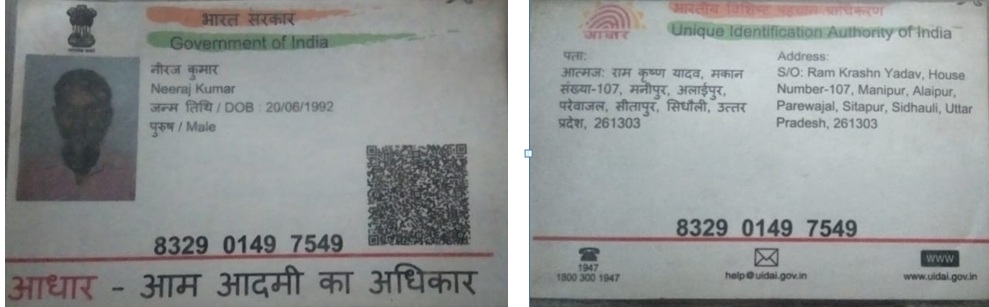 भारत सरकार
Government of India
नीरज कुमार
Neeraj Kumar
जन्म तिथि / DOB : 20/06/1992
पुरुष / Male
8329 0149 7549
आधार - आम आदमी का अधिकार
भारतीय विशिष्ट पहचान प्राधिकरण
Unique Identification Authority of India
आधार
पता:
आत्मज: राम कृष्ण यादव, मकान
संख्या-107, मनीपुर, अलाईपुर,
परेवाजल, सीतापुर, सिधौली, उत्तर
प्रदेश, 261303
Address:
S/O: Ram Krashn Yadav, House
Number-107, Manipur, Alaipur,
Parewajal, Sitapur, Sidhauli, Uttar
Pradesh, 261303
8329 0149 7549
1947
1800 300 1947
help@uidai.gov.in
www
www.uidai.gov.in